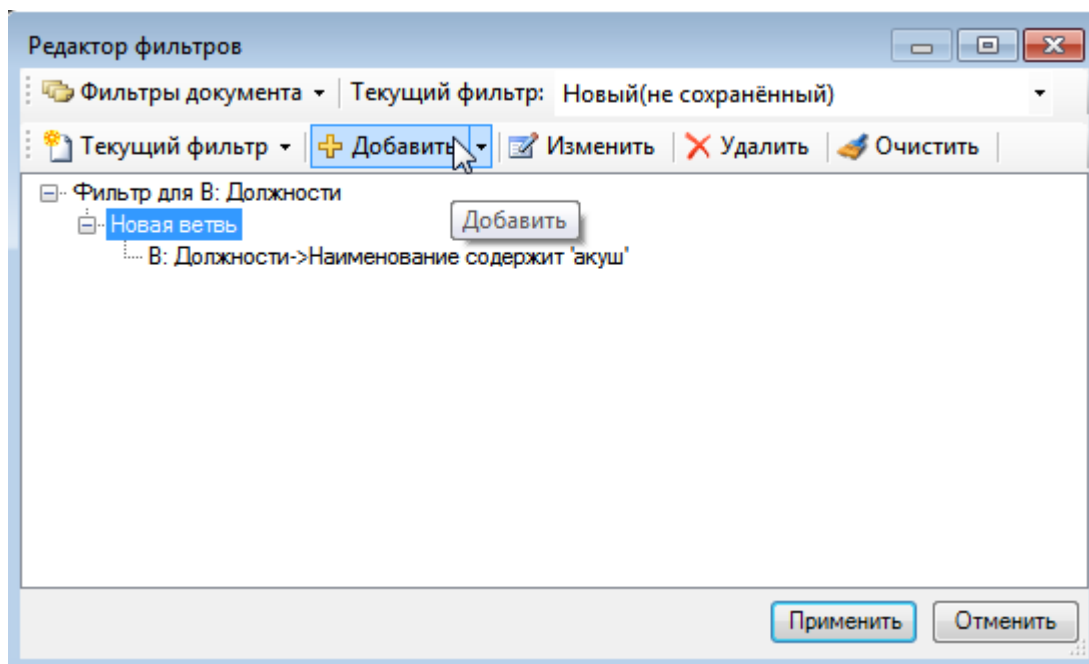 Редактор фильтров
Фильтры документа Текущий фильтр: Новый(не сохранённый)
Текущий фильтр Добавить Изменить Удалить Очистить
Фильтр для В: Должности
Новая ветвь
Добавить
В: Должности->Наименование содержит 'акуш'
Применить Отменить